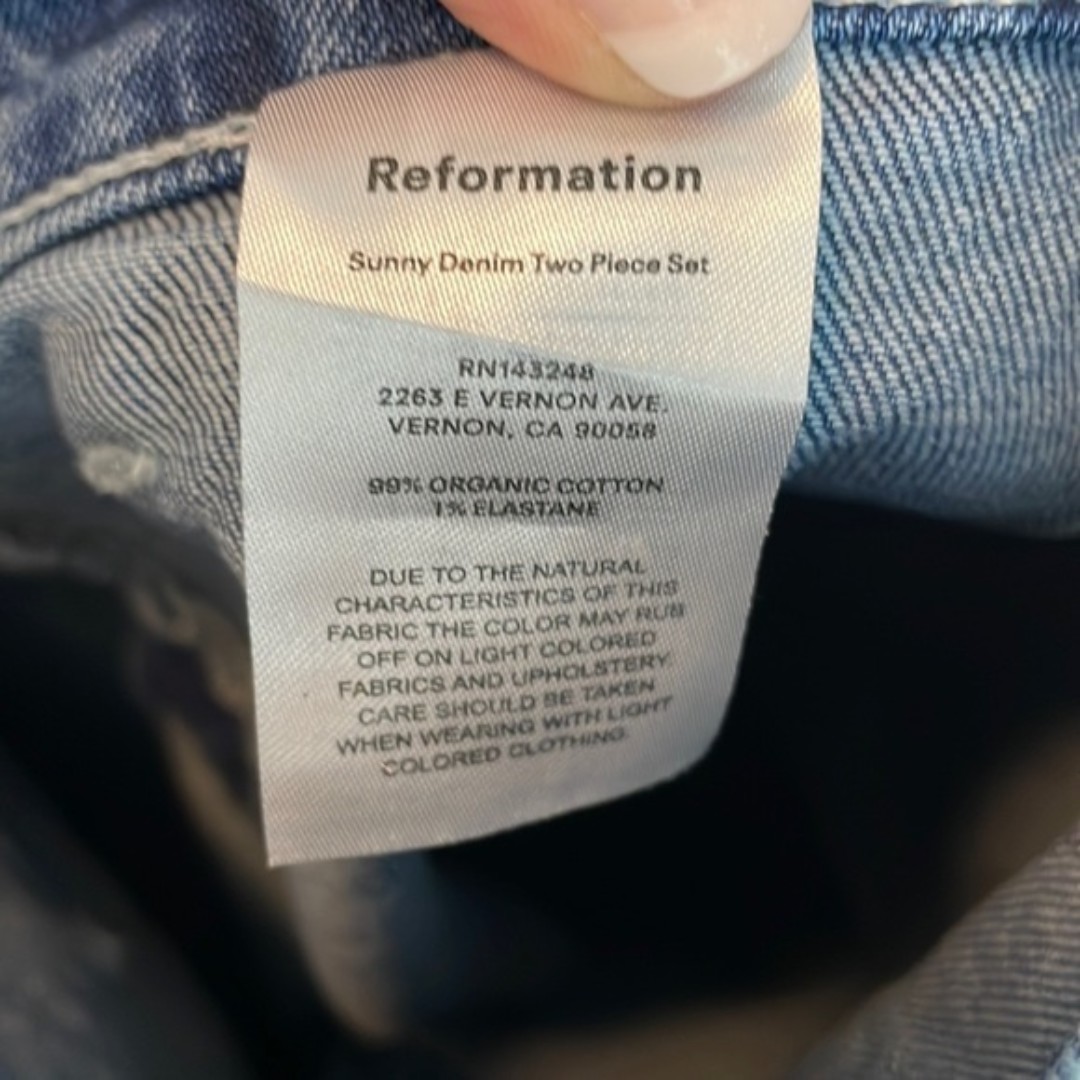 Reformation
Sunny Denim Two Piece Set
RN143248
2263 E VERNON AVE.
VERNON, CA 90058
99% ORGANIC COTTON
1% ELASTANE
DUE TO THE NATURAL
CHARACTERISTICS OF THIS
FABRIC THE COLOR MAY RUB
OFF ON LIGHT COLORED
FABRICS AND UPHOLSTERY.
CARE SHOULD BE TAKEN
WHEN WEARING WITH LIGHT
COLORED CLOTHING.